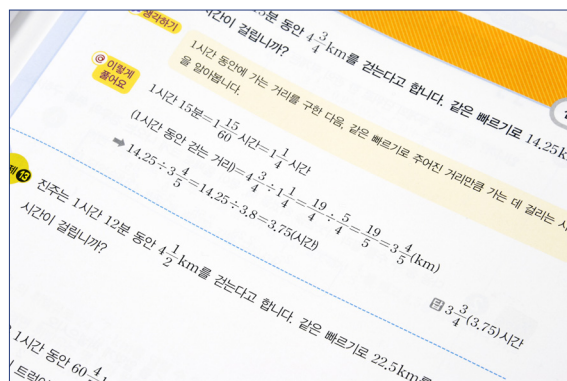 생각하기
5분 동안 4 3/4 km를 걷는다고 합니다. 같은 빠르기로 14.25k
시간이 걸립니까?
1시간 동안에 가는 거리를 구한 다음, 같은 빠르기로 주어진 거리만큼 가는 데 걸리는 시
을 알아봅니다.
이렇게
풀어요
1시간 15분=1 15/60 시간=1 1/4 시간
(1시간 동안 걷는 거리)=4 3/4÷1 1/4=19/4÷5/4=19/5=3 4/5(km)
➡ 14.25÷3 4/5=14.25÷3.8=3.75(시간)
답 3 3/4(3.75)시간
제 13
진주는 1시간 12분 동안 4 1/2 km를 걷는다고 합니다. 같은 빠르기로 22.5km를
시간이 걸립니까?
1시간 동안 60 4/
트럭이